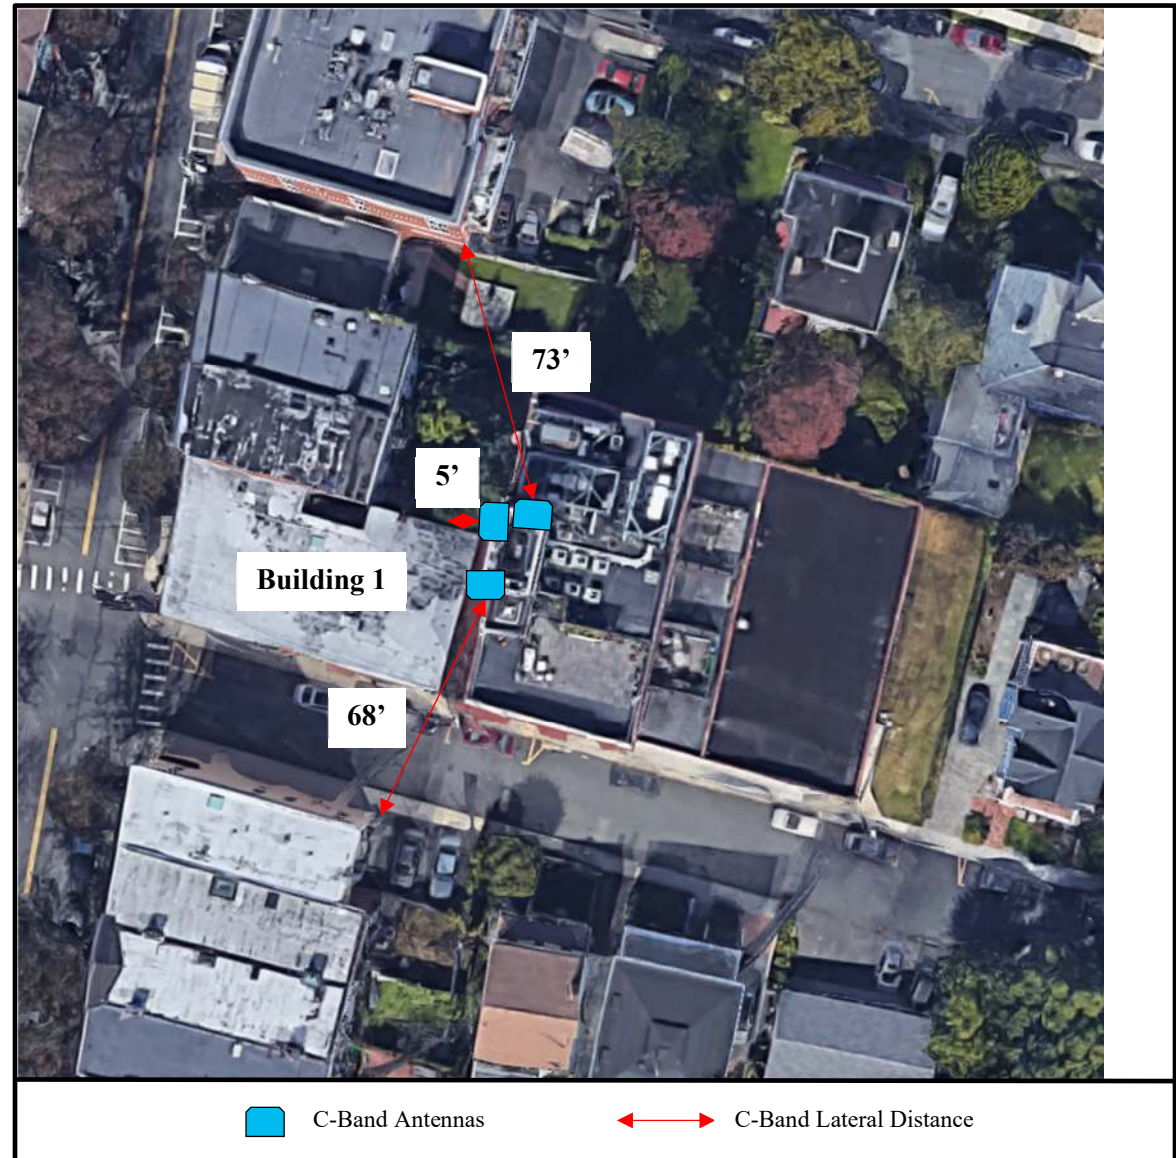 73’
5’
Building 1
68’
C-Band Antennas
C-Band Lateral Distance